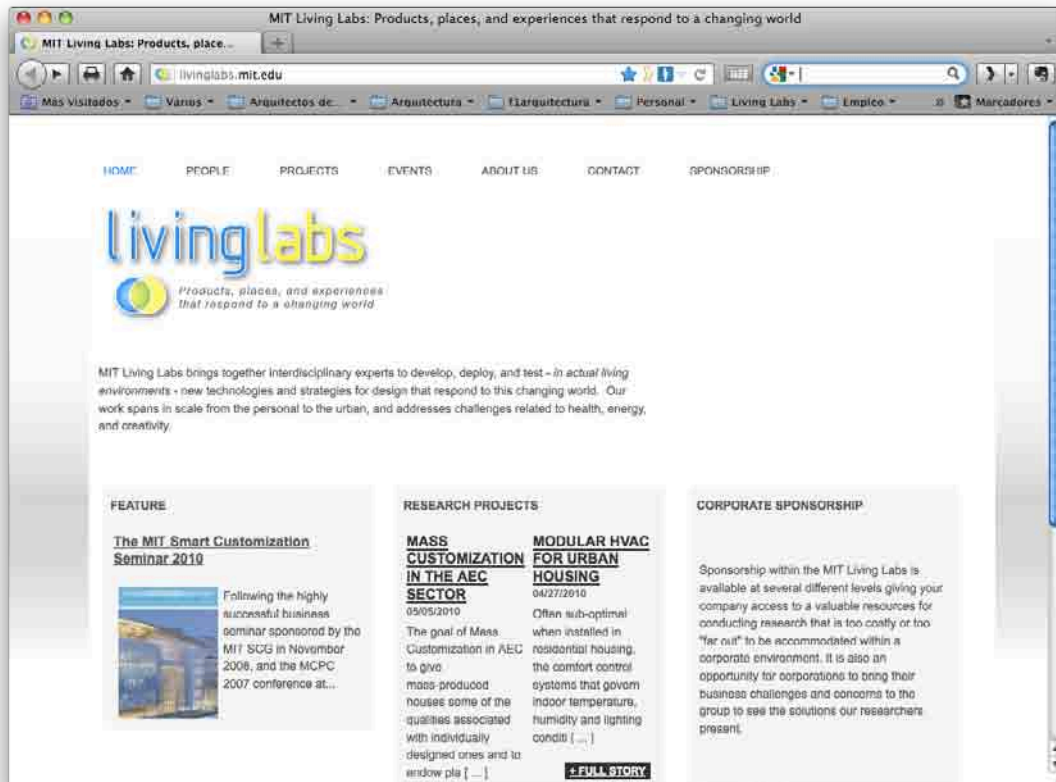 MIT Living Labs: Products, places, and experiences that respond to a changing world
MIT Living Labs: Products, place...
livinglabs.mit.edu
Más visitados
Varios
Arquitectos de...
Arquitectura
f1arquitectura
Personal
Living Labs
Empleo
Marcadores
HOME
PEOPLE
PROJECTS
EVENTS
ABOUT US
CONTACT
SPONSORSHIP
livinglabs
Products, places, and experiences
that respond to a changing world
MIT Living Labs brings together interdisciplinary experts to develop, deploy, and test - in actual living
environments - new technologies and strategies for design that respond to this changing world. Our
work spans in scale from the personal to the urban, and addresses challenges related to health, energy,
and creativity.
FEATURE
The MIT Smart Customization
Seminar 2010
Following the highly
successful business
seminar sponsored by the
MIT SCG in November
2008, and the MCPC
2007 conference at...
RESEARCH PROJECTS
MASS
CUSTOMIZATION
IN THE AEC
SECTOR
05/05/2010
The goal of Mass
Customization in AEC
to give
mass-produced
houses some of the
qualities associated
with individually
designed ones and to
endow pla [ ... ]
MODULAR HVAC
FOR URBAN
HOUSING
04/27/2010
Often sub-optimal
when installed in
residential housing,
the comfort control
systems that govern
indoor temperature,
humidity and lighting
conditi [ ... ]
+ FULL STORY
CORPORATE SPONSORSHIP
Sponsorship within the MIT Living Labs is
available at several different levels giving your
company access to a valuable resources for
conducting research that is too costly or too
"far out" to be accommodated within a
corporate environment. It is also an
opportunity for corporations to bring their
business challenges and concerns to the
group to see the solutions our researchers
present.